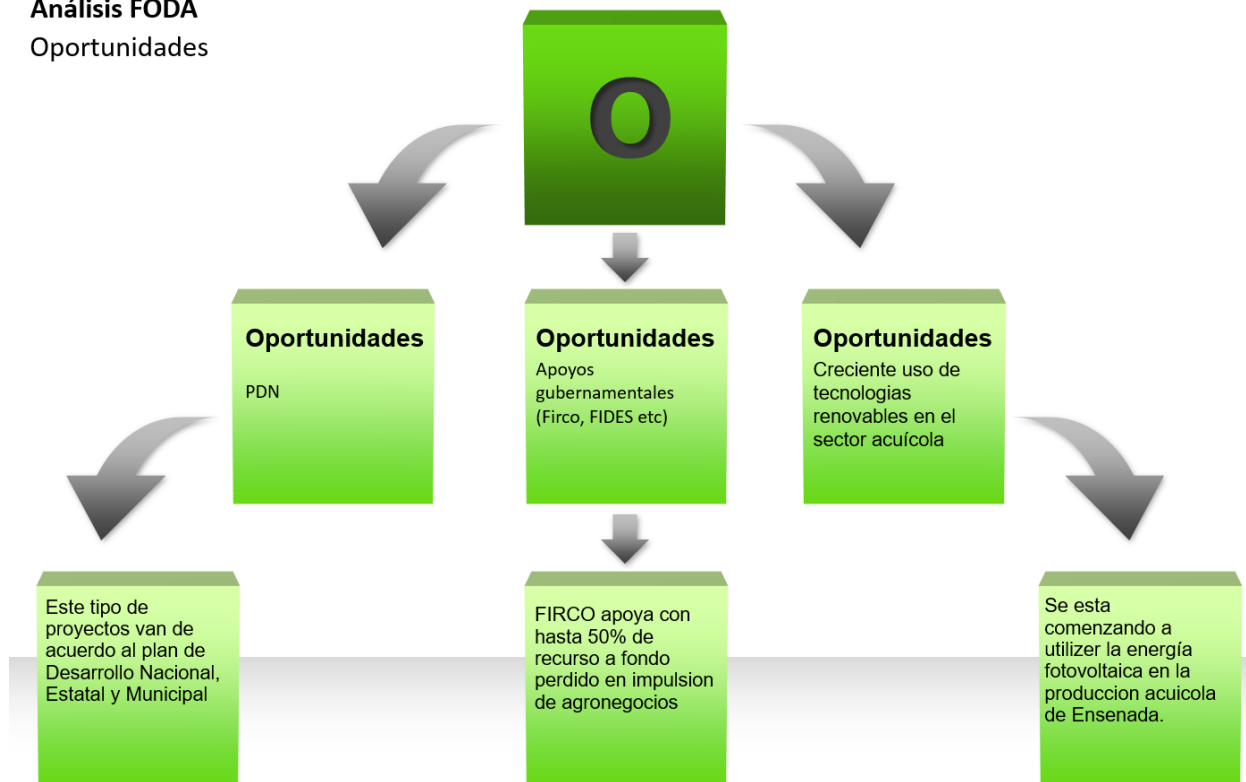 Análisis FODA
Oportunidades
O
Oportunidades
PDN
Oportunidades
Apoyos
gubernamentales
(Firco, FIDES etc)
Oportunidades
Creciente uso de
tecnologias
renovables en el
sector acuícola
Este tipo de
proyectos van de
acuerdo al plan de
Desarrollo Nacional,
Estatal y Municipal
FIRCO apoya con
hasta 50% de
recurso a fondo
perdido en impulsion
de agronegocios
Se esta
comenzando a
utilizer la energía
fotovoltaica en la
produccion acuicola
de Ensenada.